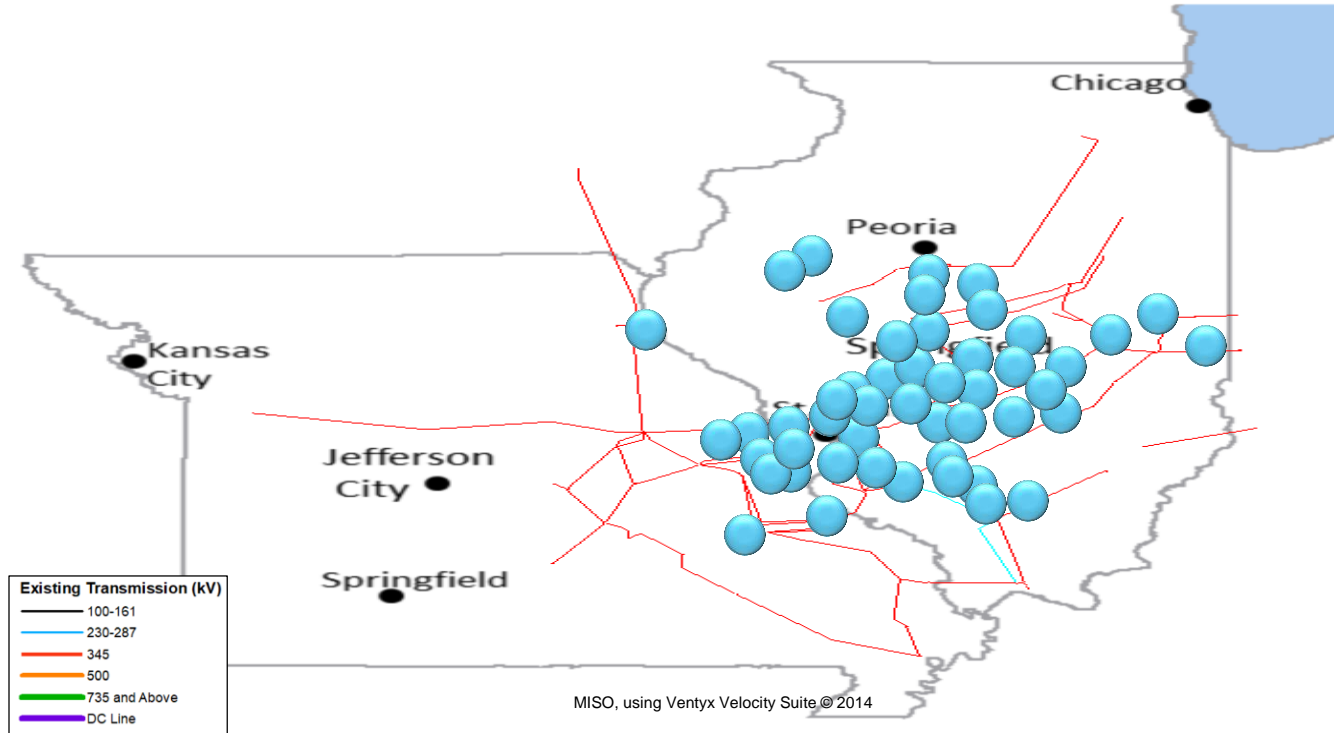 Chicago
Peoria
Kansas
City
St
Jefferson
City
Springfield
Existing Transmission (kV)
100-161
230-287
345
500
735 and Above
DC Line
MISO, using Ventyx Velocity Suite © 2014